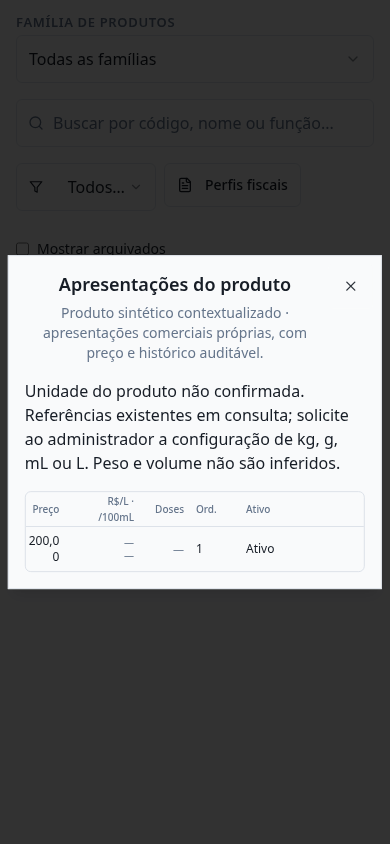 FAMÍLIA DE PRODUTOS
Todas as famílias
Buscar por código, nome ou função...
Todos...
Perfis fiscais
Mostrar arquivados
Apresentações do produto
Produto sintético contextualizado ·
apresentações comerciais próprias, com
preço e histórico auditável.
Unidade do produto não confirmada.
Referências existentes em consulta; solicite
ao administrador a configuração de kg, g,
mL ou L. Peso e volume não são inferidos.
Preço
R$/L ·
/100mL
Doses
Ord.
Ativo
200,0
0
—
—
—
1
Ativo